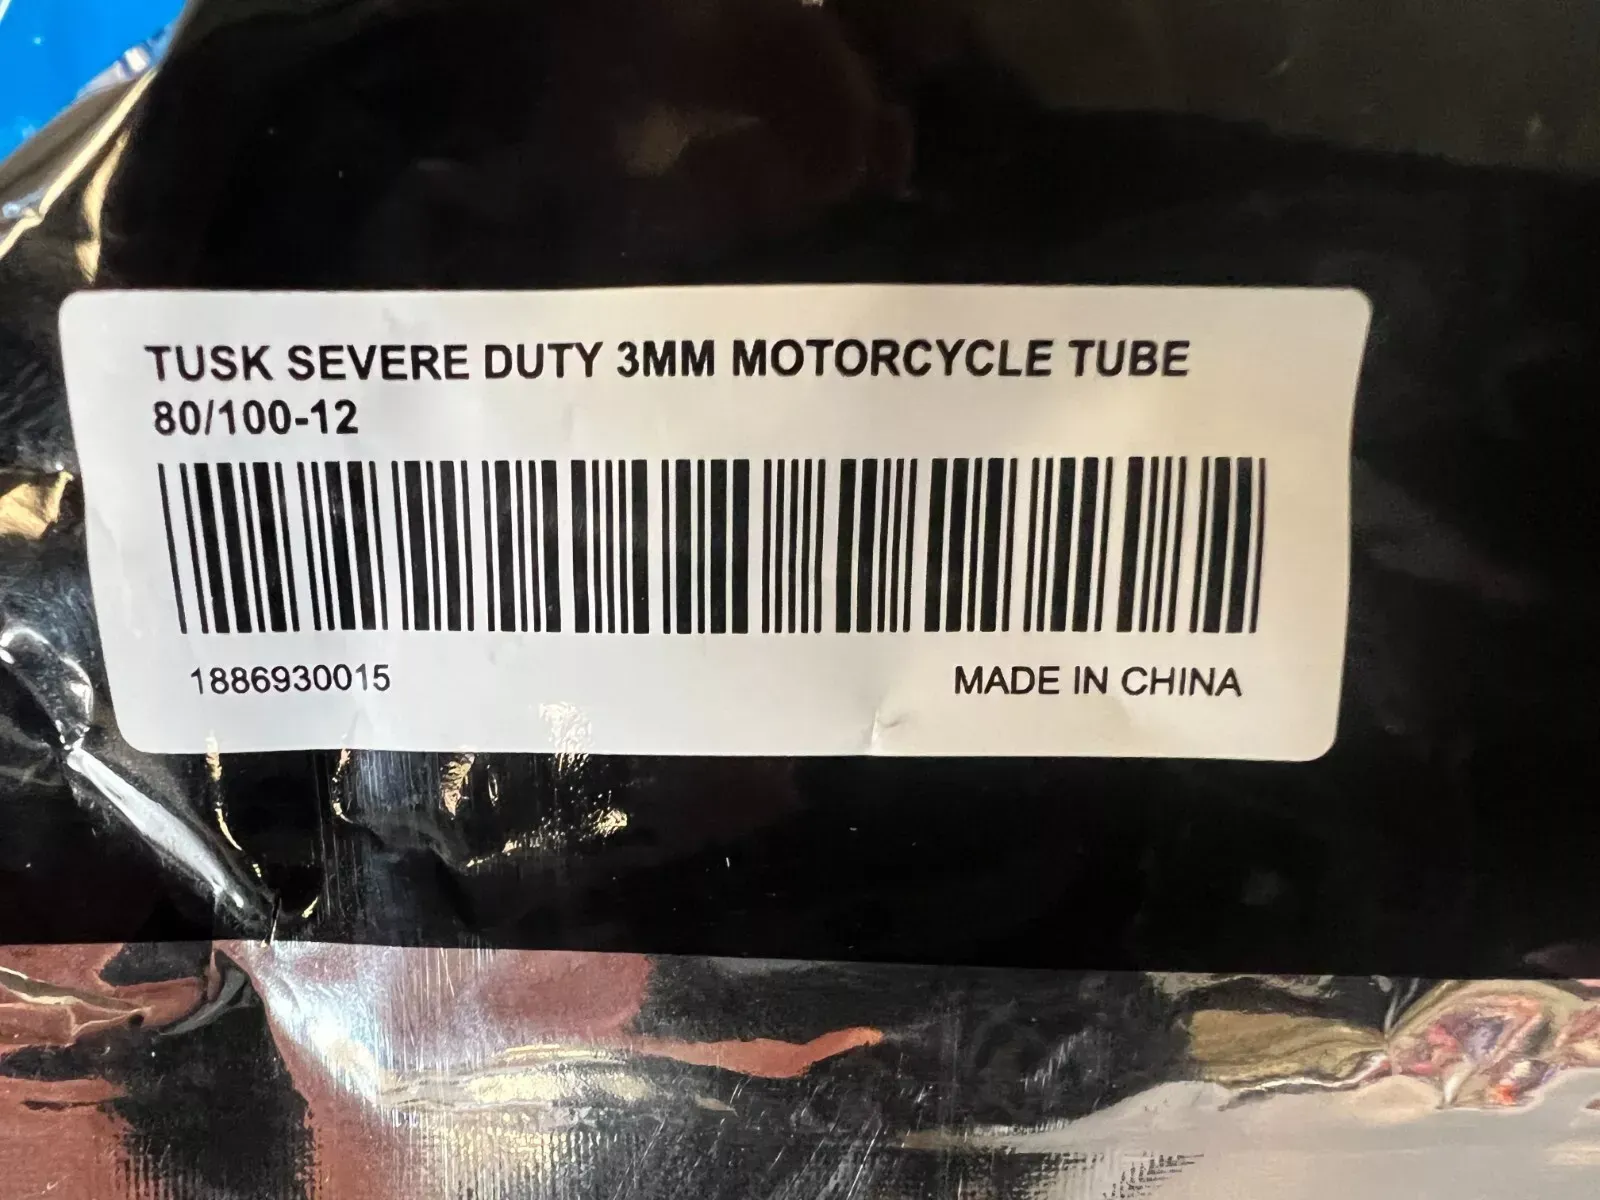 TUSK SEVERE DUTY 3MM MOTORCYCLE TUBE
80/100-12
1886930015 MADE IN CHINA